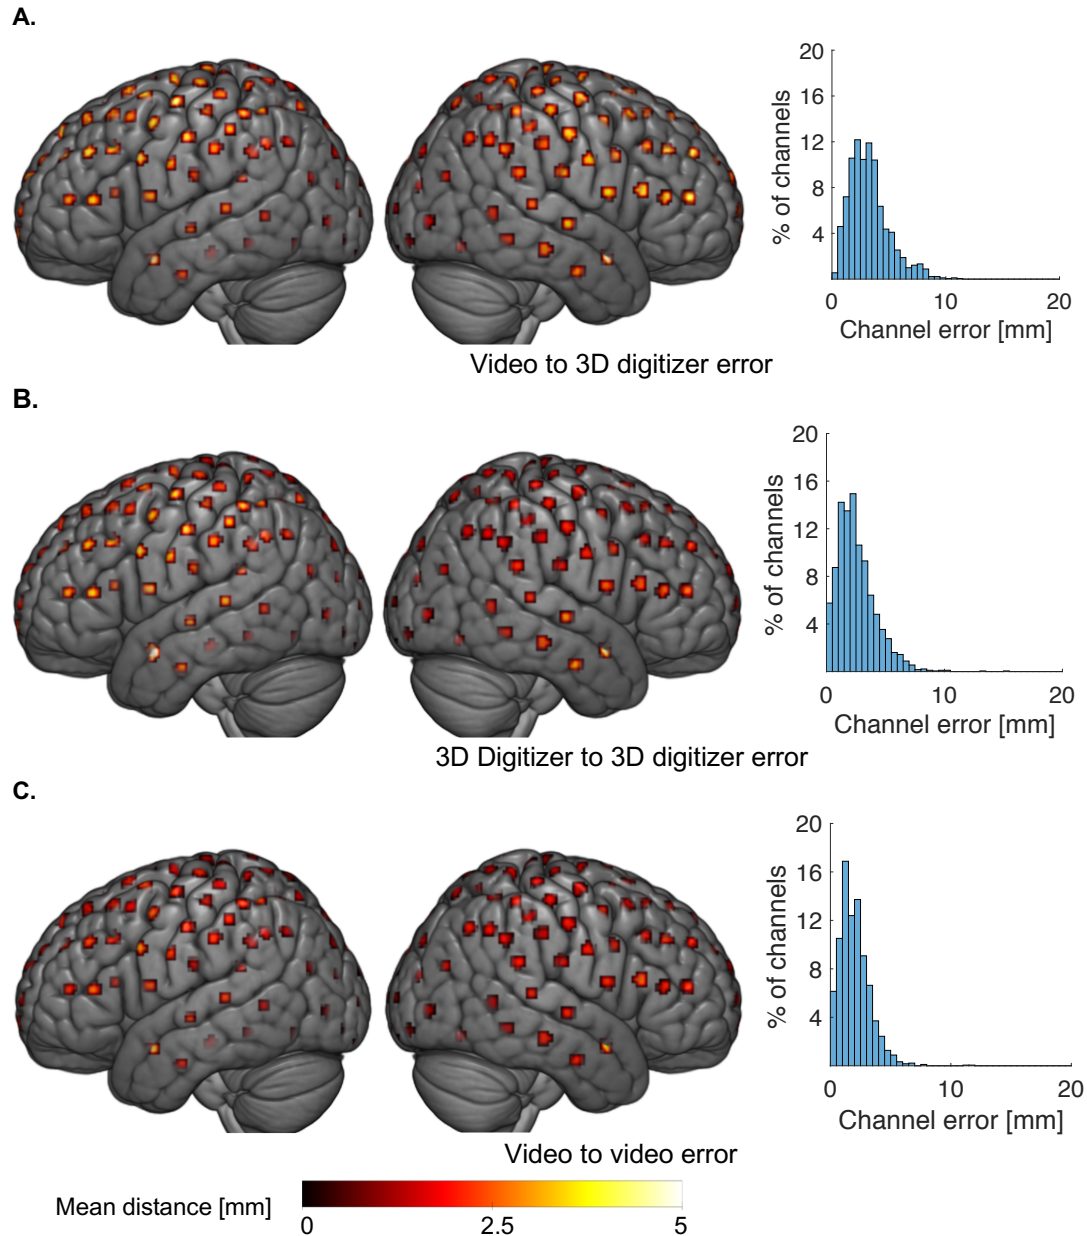 A.
20
16
12
8
4
% of channels
0 10 20
Channel error [mm]
Video to 3D digitizer error
B.
20
16
12
8
4
% of channels
0 10 20
Channel error [mm]
3D Digitizer to 3D digitizer error
C.
20
16
12
8
4
% of channels
0 10 20
Channel error [mm]
Video to video error
Mean distance [mm]
0 2.5 5